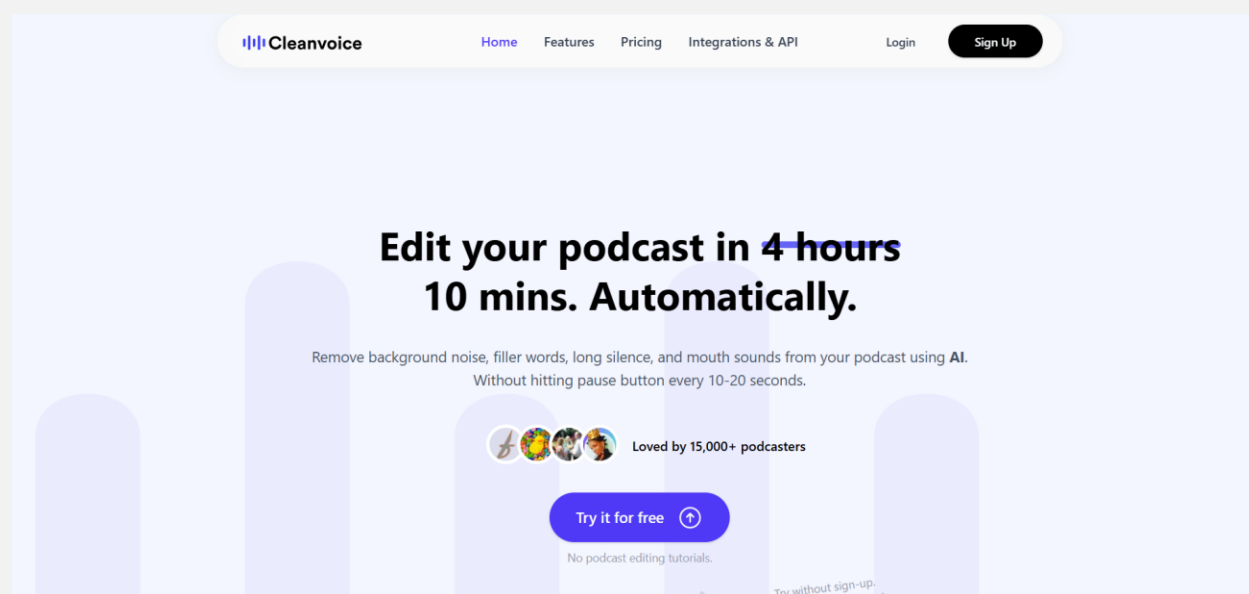 Cleanvoice
Home Features Pricing Integrations & API Login Sign Up
Edit your podcast in 4 hours
10 mins. Automatically.
Remove background noise, filler words, long silence, and mouth sounds from your podcast using AI.
Without hitting pause button every 10-20 seconds.
Loved by 15,000+ podcasters
Try it for free
No podcast editing tutorials.
Try without sign-up.